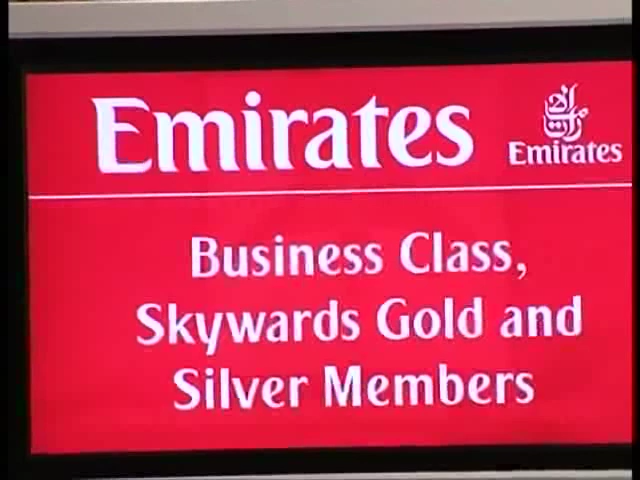 Emirates
Emirates
Business Class,
Skywards Gold and
Silver Members